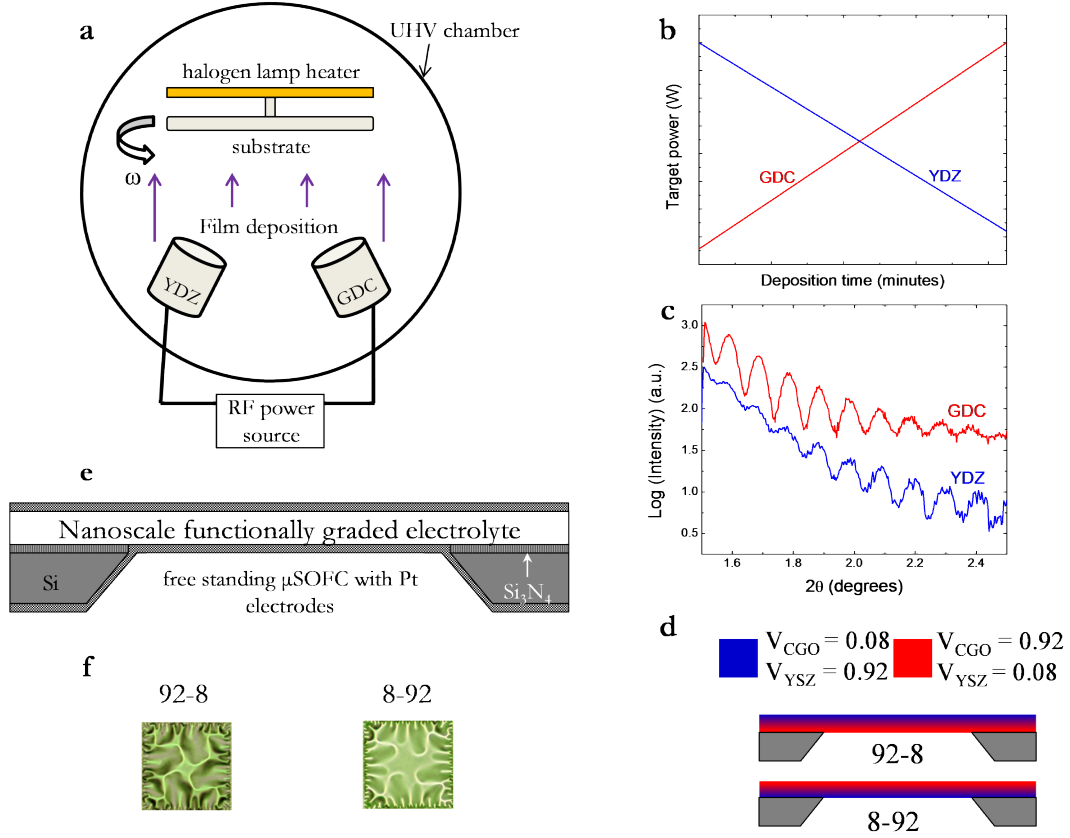 a
UHV chamber
halogen lamp heater
substrate
ω
Film deposition
YDZ
GDC
RF power
source
b
Target power (W)
GDC
YDZ
Deposition time (minutes)
c
Log (Intensity) (a.u.)
3.0
2.5
2.0
1.5
1.0
0.5
GDC
YDZ
1.6 1.8 2.0 2.2 2.4
2θ (degrees)
e
Nanoscale functionally graded electrolyte
Si
free standing μSOFC with Pt
electrodes
Si₃N₄
d
V_CGO = 0.08
V_YSZ = 0.92
V_CGO = 0.92
V_YSZ = 0.08
92-8
8-92
f
92-8
8-92